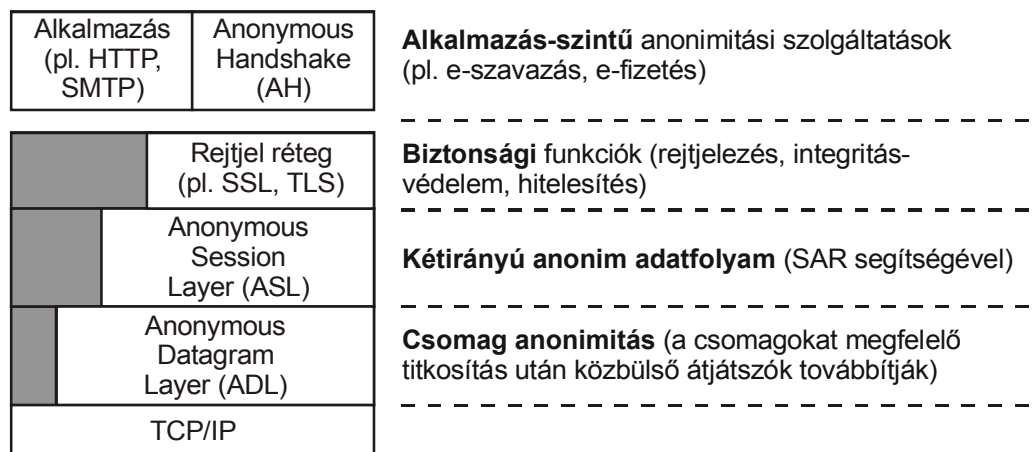 Alkalmazás
(pl. HTTP,
SMTP)
Anonymous
Handshake
(AH)
Alkalmazás-szintű anonimitási szolgáltatások
(pl. e-szavazás, e-fizetés)
Rejtjel réteg
(pl. SSL, TLS)
Biztonsági funkciók (rejtjelezés, integritás-
védelem, hitelesítés)
Anonymous
Session
Layer (ASL)
Kétirányú anonim adatfolyam (SAR segítségével)
Anonymous
Datagram
Layer (ADL)
Csomag anonimitás (a csomagokat megfelelő
titkosítás után közbülső átjátszók továbbítják)
TCP/IP